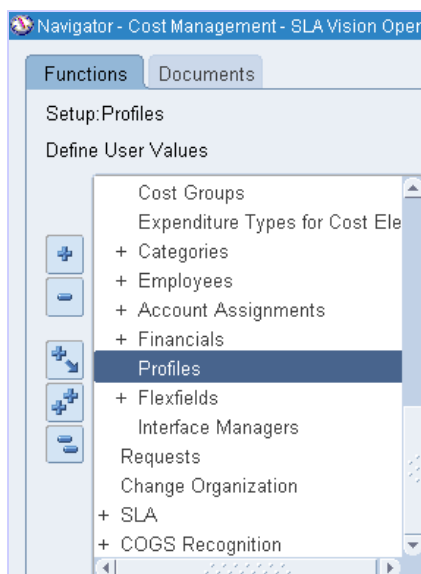 Navigator - Cost Management - SLA Vision Oper
Functions
Documents
Setup:Profiles
Define User Values
Cost Groups
Expenditure Types for Cost Ele
+ Categories
+ Employees
+ Account Assignments
+ Financials
Profiles
+ Flexfields
Interface Managers
Requests
Change Organization
+ SLA
+ COGS Recognition